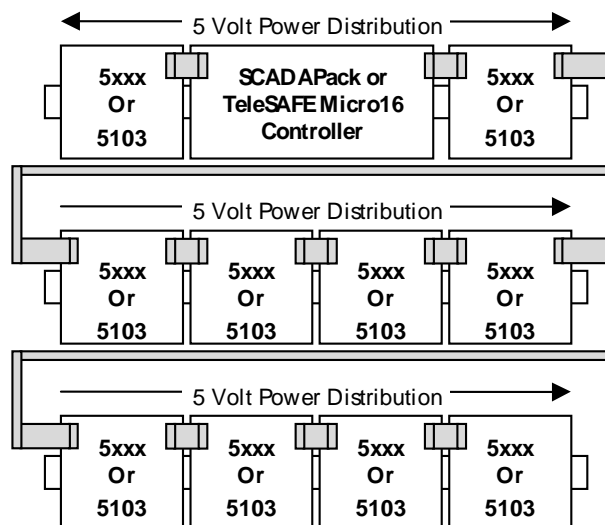 5 Volt Power Distribution
5xxx
Or
5103
SCADAPack or
TeleSAFE Micro16
Controller
5xxx
Or
5103
5 Volt Power Distribution
5xxx
Or
5103
5xxx
Or
5103
5xxx
Or
5103
5xxx
Or
5103
5 Volt Power Distribution
5xxx
Or
5103
5xxx
Or
5103
5xxx
Or
5103
5xxx
Or
5103